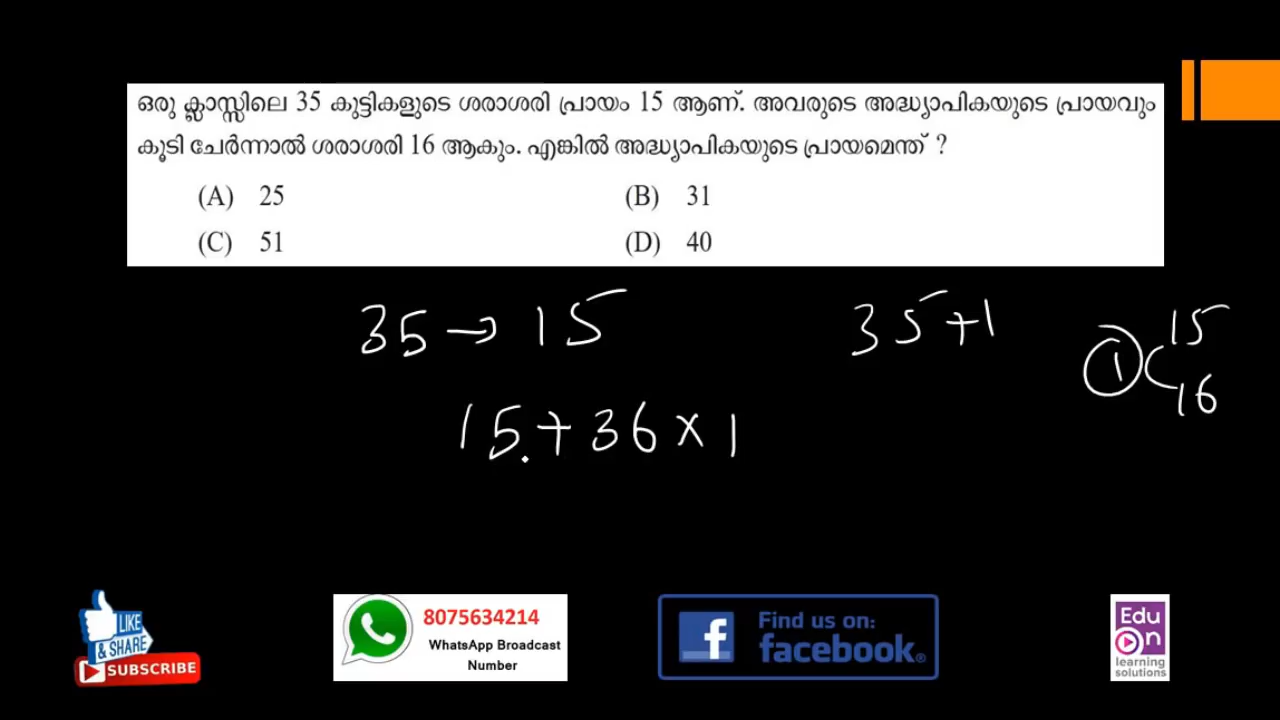 ഒരു ക്ലാസ്സിലെ 35 കുട്ടികളുടെ ശരാശരി പ്രായം 15 ആണ്. അവരുടെ അദ്ധ്യാപികയുടെ പ്രായവും
കൂടി ചേർന്നാൽ ശരാശരി 16 ആകും. എങ്കിൽ അദ്ധ്യാപികയുടെ പ്രായമെന്ത് ?
(A) 25 (B) 31
(C) 51 (D) 40
35 → 15 35+1
1 15
16
15+36×1
LIKE
& SHARE
SUBSCRIBE
8075634214
WhatsApp Broadcast
Number
Find us on:
facebook®
Edu
On
learning
solutions